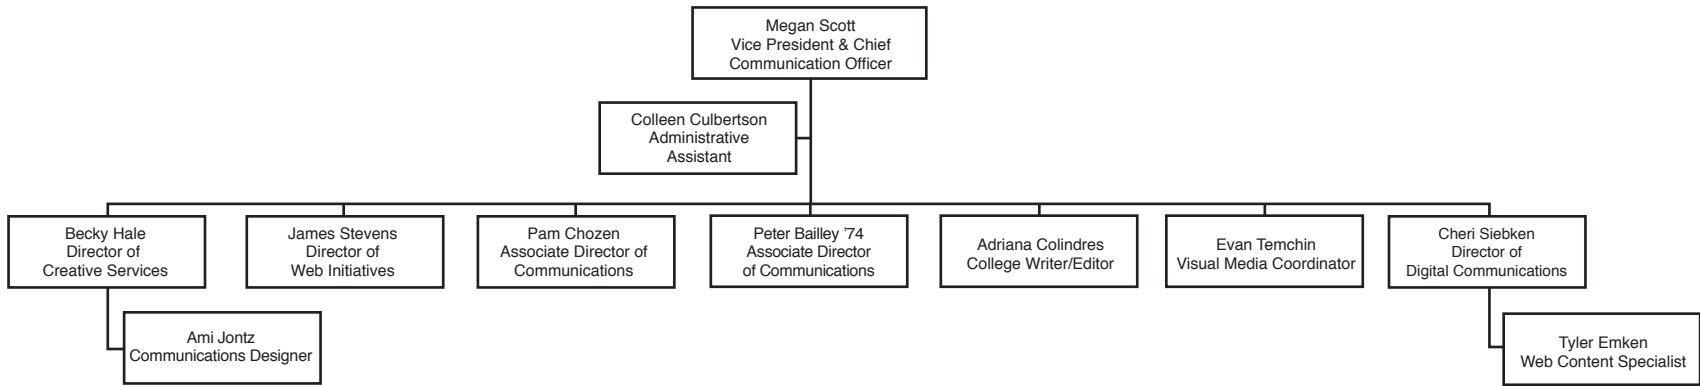 Megan Scott
Vice President & Chief
Communication Officer
Colleen Culbertson
Administrative
Assistant
Becky Hale
Director of
Creative Services
James Stevens
Director of
Web Initiatives
Pam Chozen
Associate Director of
Communications
Peter Bailley ’74
Associate Director
of Communications
Adriana Colindres
College Writer/Editor
Evan Temchin
Visual Media Coordinator
Cheri Siebken
Director of
Digital Communications
Ami Jontz
Communications Designer
Tyler Emken
Web Content Specialist